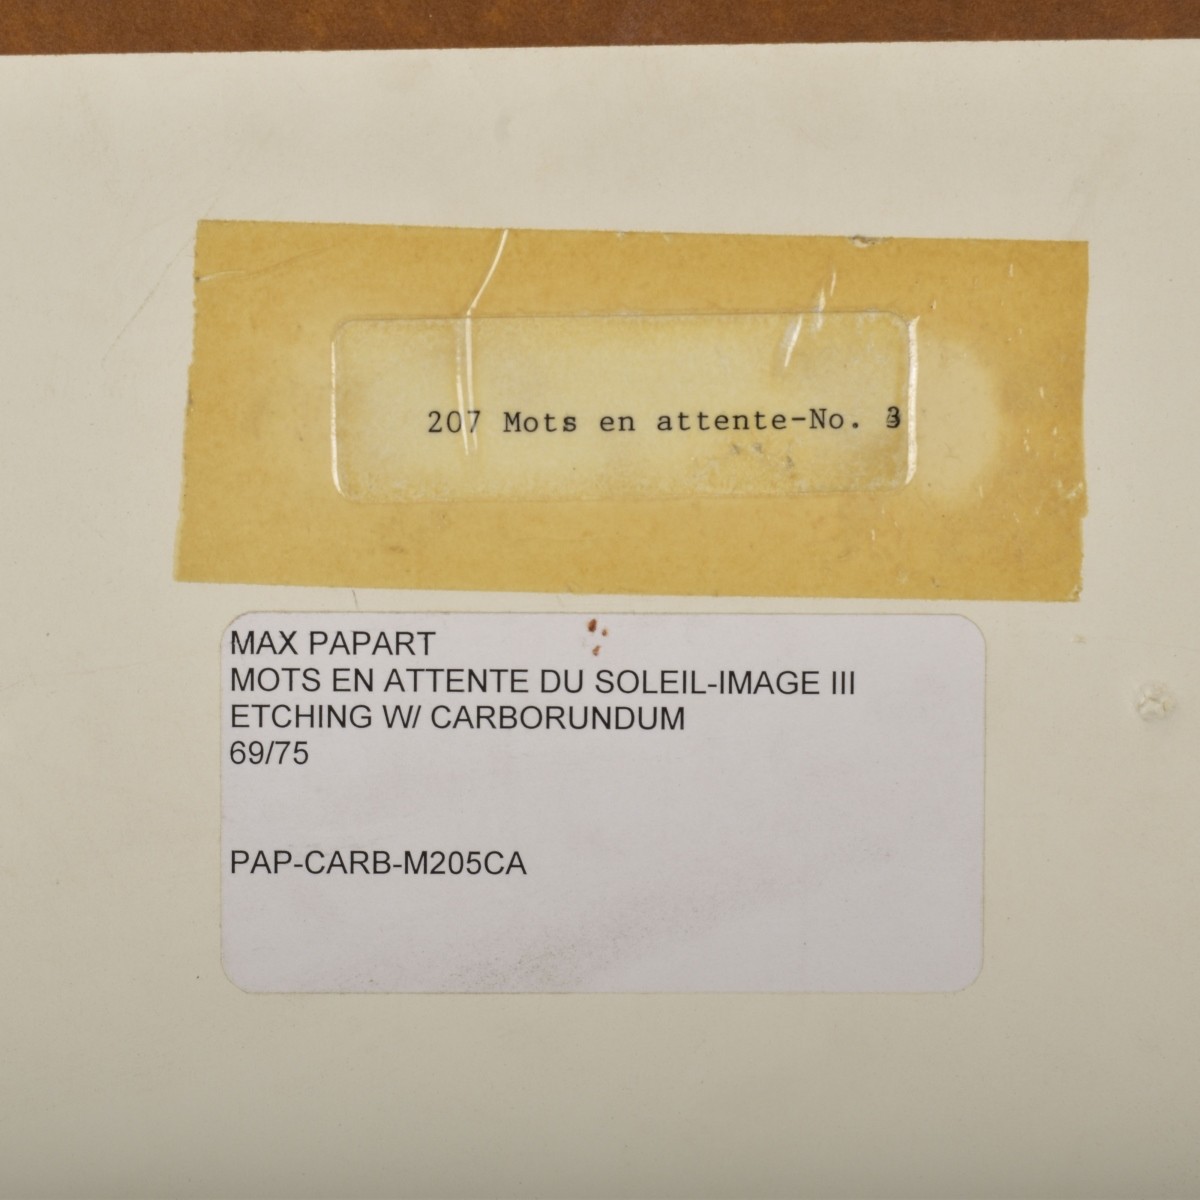 207 Mots en attente-No. 3
MAX PAPART
MOTS EN ATTENTE DU SOLEIL-IMAGE III
ETCHING W/ CARBORUNDUM
69/75
PAP-CARB-M205CA